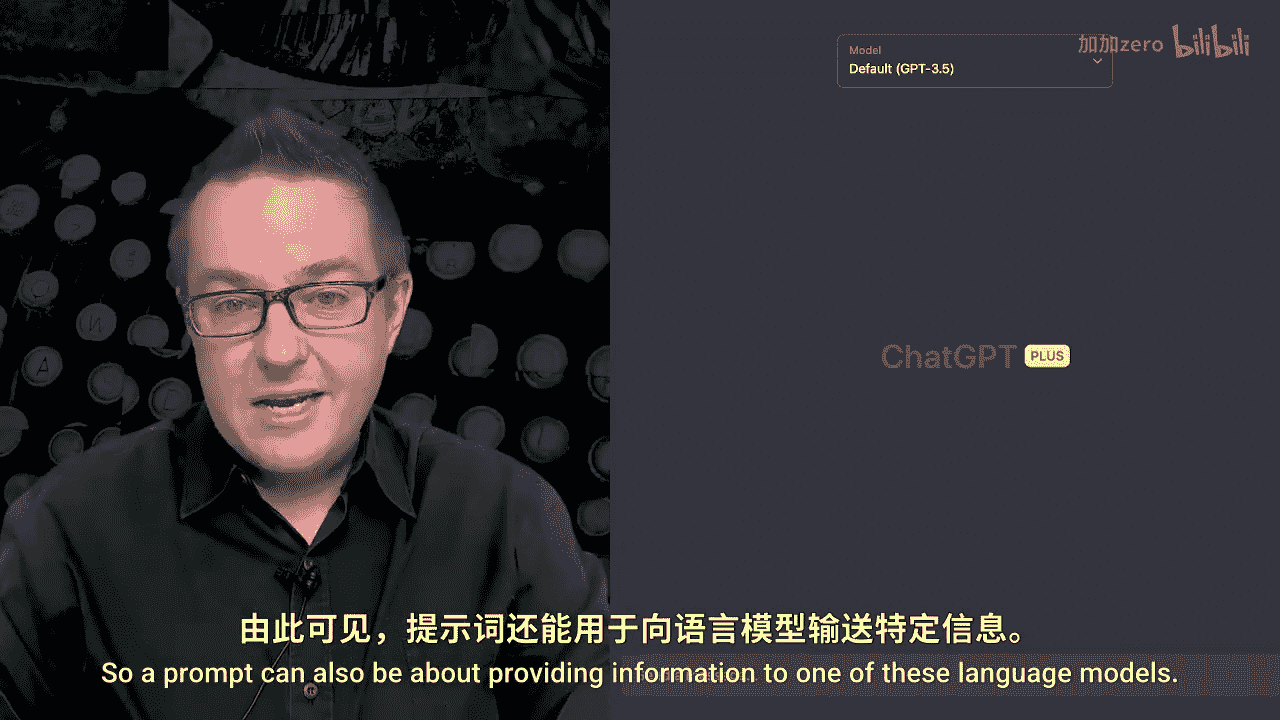 加加zero bilibili
Model
Default (GPT-3.5)
ChatGPT PLUS
由此可见，提示词还能用于向语言模型输送特定信息。
So a prompt can also be about providing information to one of these language models.